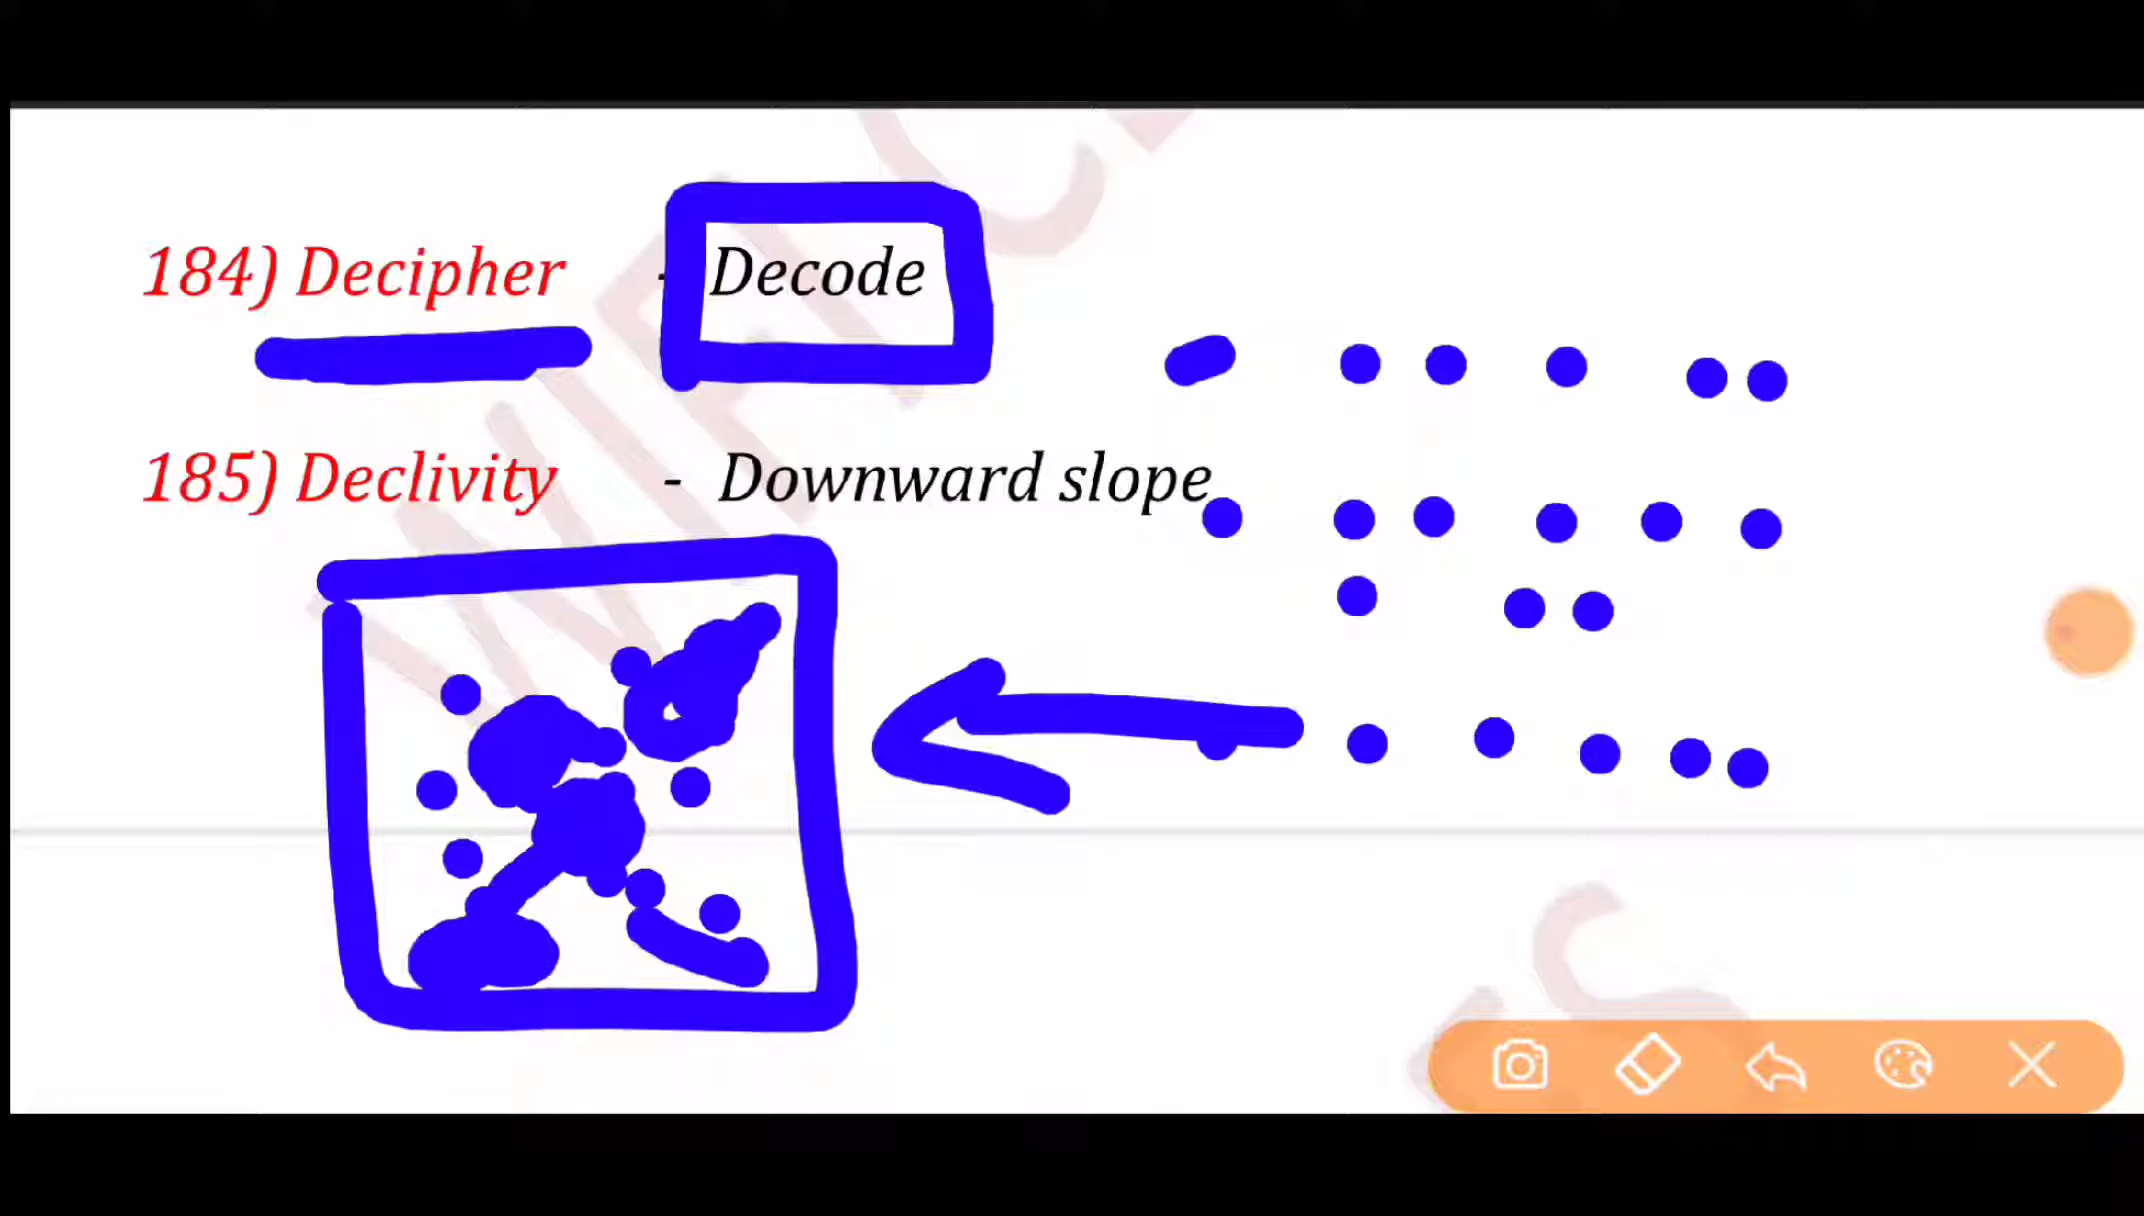 184) Decipher - Decode
185) Declivity - Downward slope